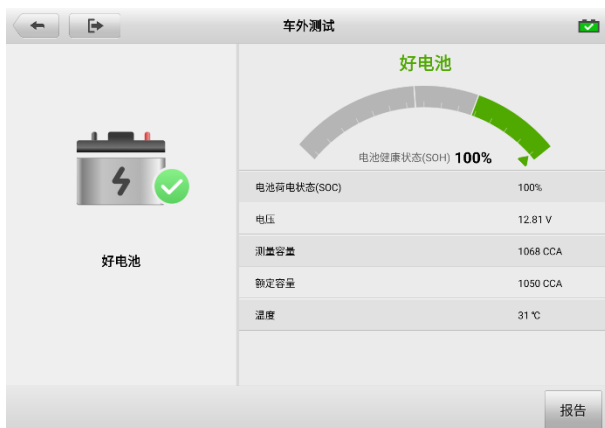 车外测试
好电池
好电池
电池健康状态(SOH) 100%
电池荷电状态(SOC) 100%
电压 12.81 V
测量容量 1068 CCA
额定容量 1050 CCA
温度 31 ℃
报告